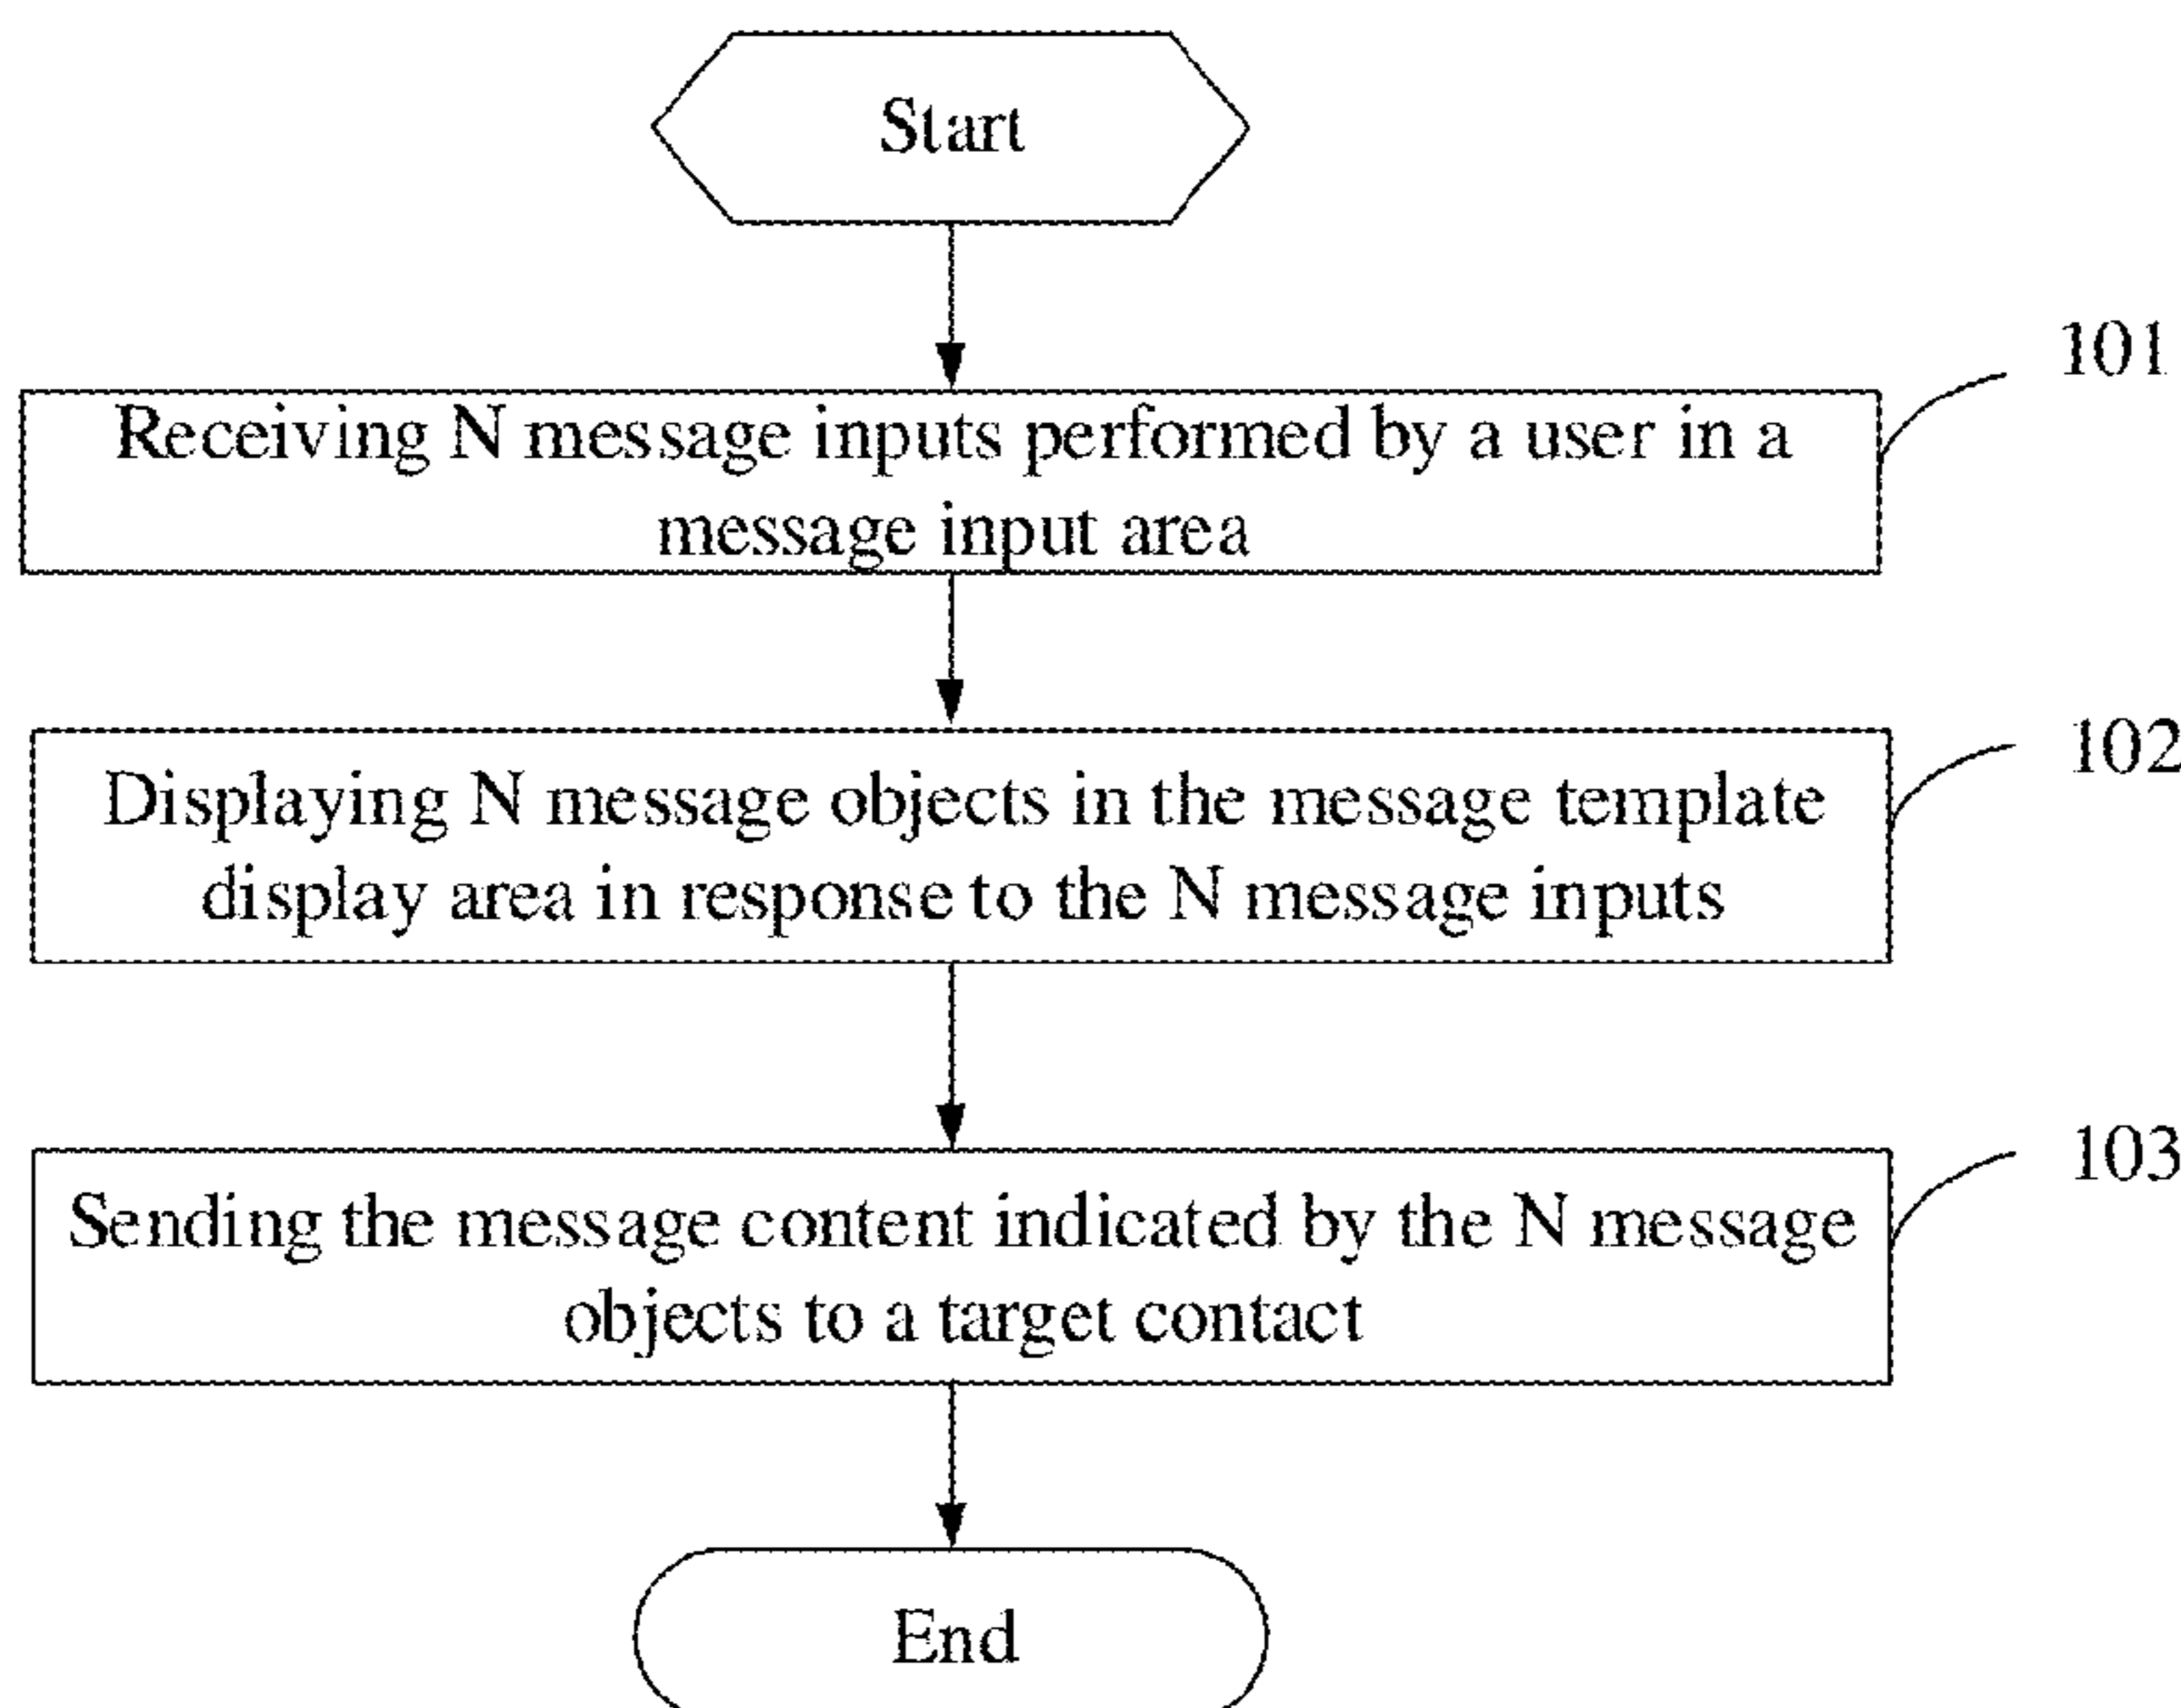 Start
101
Receiving N message inputs performed by a user in a
message input area
102
Displaying N message objects in the message template
display area in response to the N message inputs
103
Sending the message content indicated by the N message
objects to a target contact
End